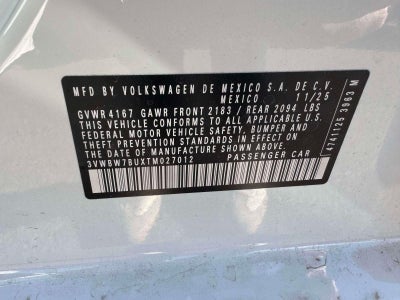 MFD BY VOLKSWAGEN DE MEXICO S.A. DE C.V.
MEXICO 11/25
GVWR 4167 GAWR FRONT 2183 / REAR 2094 LBS
THIS VEHICLE CONFORMS TO ALL APPLICABLE U.S.
FEDERAL MOTOR VEHICLE SAFETY, BUMPER, AND
THEFT PREVENTION STANDARDS IN EFFECT ON
THE DATE OF MANUFACTURE SHOWN ABOVE.
3VWBW7BUXTM027012 PASSENGER CAR
4741125 3963 M